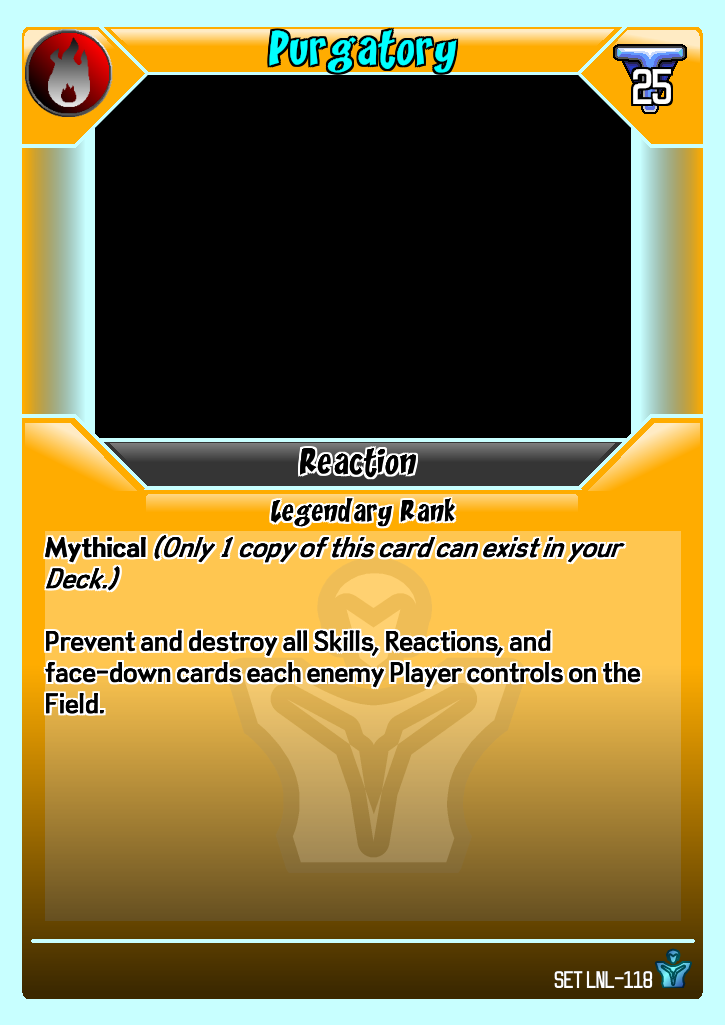 Purgatory
25
Reaction
Legendary Rank
Mythical (Only 1 copy of this card can exist in your
Deck.)
Prevent and destroy all Skills, Reactions, and
face-down cards each enemy Player controls on the
Field.
SET LNL-118